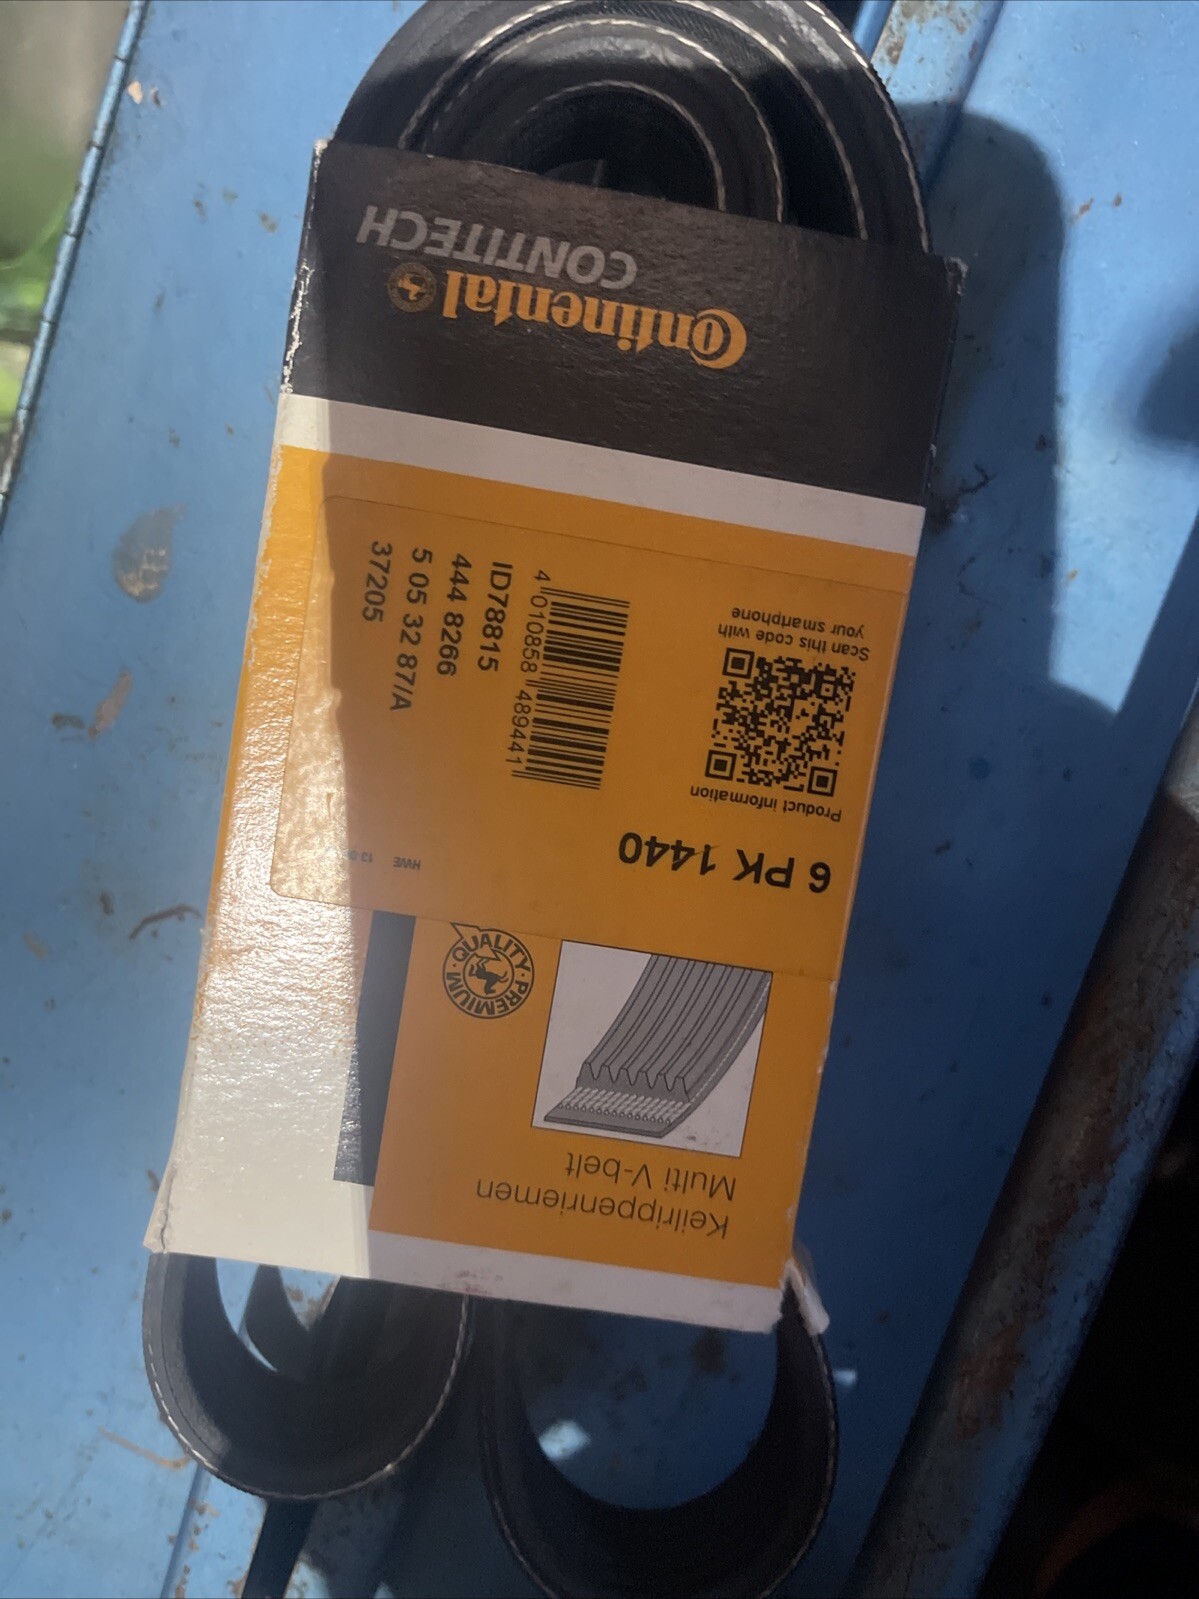 Keilrippenriemen
Multi V-belt
QUALITY
PREMIUM
6 PK 1440
Product information
Scan this code with
your smartphone
4 010858 489441
ID78815
444 8266
5 05 32 87/A
37205
HWE
Continental
CONTITECH